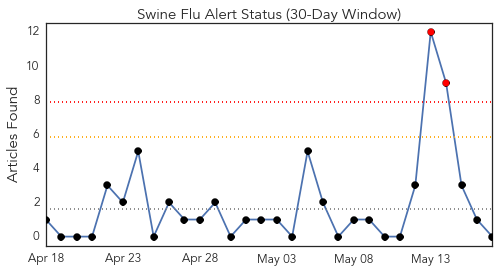 Swine Flu Alert Status (30-Day Window)
Articles Found
12
10
8
6
4
2
0
Apr 18 Apr 23 Apr 28 May 03 May 08 May 13